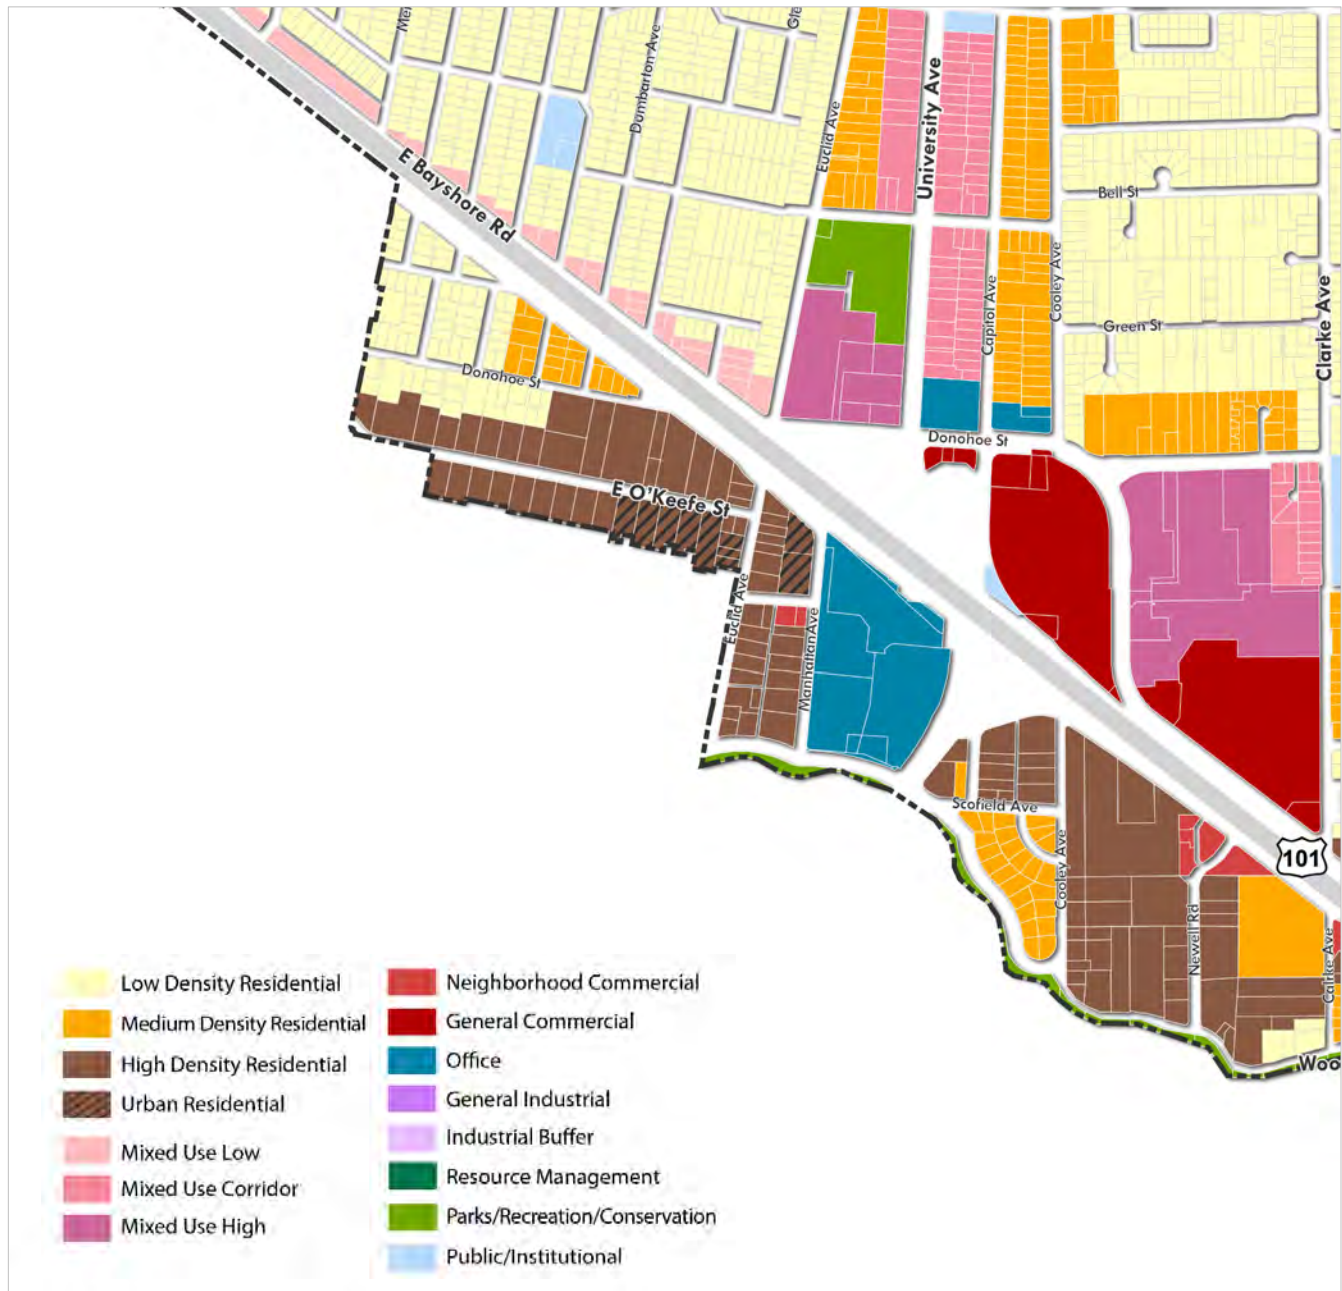 Dumbarton Ave
Euclid Ave
University Ave
E Bayshore Rd
Bell St
Cooley Ave
Capitol Ave
Green St
Clarke Ave
Donohoe St
Donohoe St
E O'Keefe St
Euclid Ave
Manhattan Ave
Scofield Ave
Cooley Ave
101
Newell Rd
Calrke Ave
Woo
Low Density Residential
Medium Density Residential
High Density Residential
Urban Residential
Mixed Use Low
Mixed Use Corridor
Mixed Use High
Neighborhood Commercial
General Commercial
Office
General Industrial
Industrial Buffer
Resource Management
Parks/Recreation/Conservation
Public/Institutional